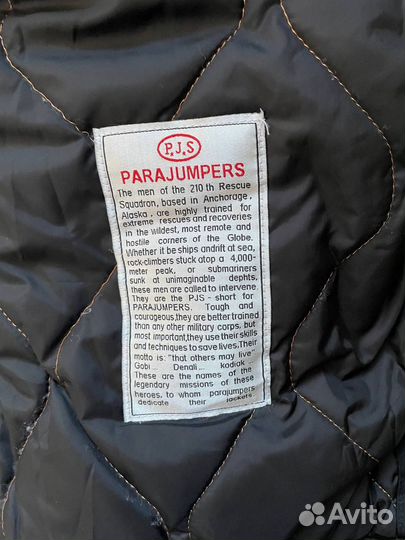 P.J.S
PARAJUMPERS
The men of the 210 th Rescue
Squadron, based in Anchorage,
Alaska, are highly trained for
extreme rescues and recoveries
in the wildest, most remote and
hostile corners of the Globe.
Whether it be ships andrift at sea,
rock-climbers stuck atop a 4,000-
meter peak, or submariners
sunk at unimaginable dephts,
these men are called to intervene.
They are the PJS - short for
PARAJUMPERS. Tough and
courageous,they are better trained
than any other military corps, but
most important,they use their skills
and techniques to save lives.Their
motto is: "that others may live"
Gobi... Denali... kodiak...
These are the names of the
legendary missions of these
heroes, to whom parajumpers
dedicate their jackets.
Avito